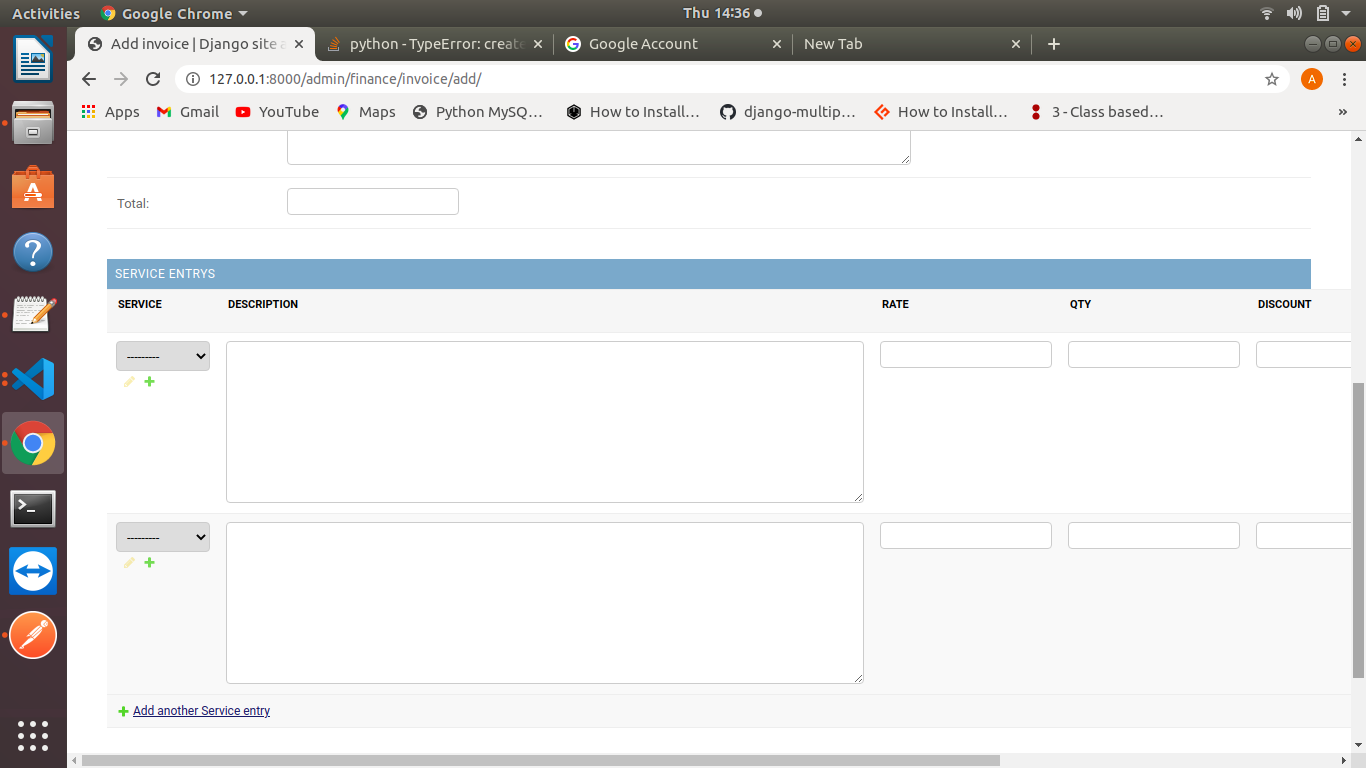 Activities Google Chrome Thu 14:36
Add invoice | Django site a python - TypeError: create Google Account New Tab
127.0.0.1:8000/admin/finance/invoice/add/ A
Apps Gmail YouTube Maps Python MySQ... How to Install... django-multip... How to Install... 3 - Class based... »
Total:
SERVICE ENTRYS
SERVICE DESCRIPTION RATE QTY DISCOUNT
---------
---------
Add another Service entry